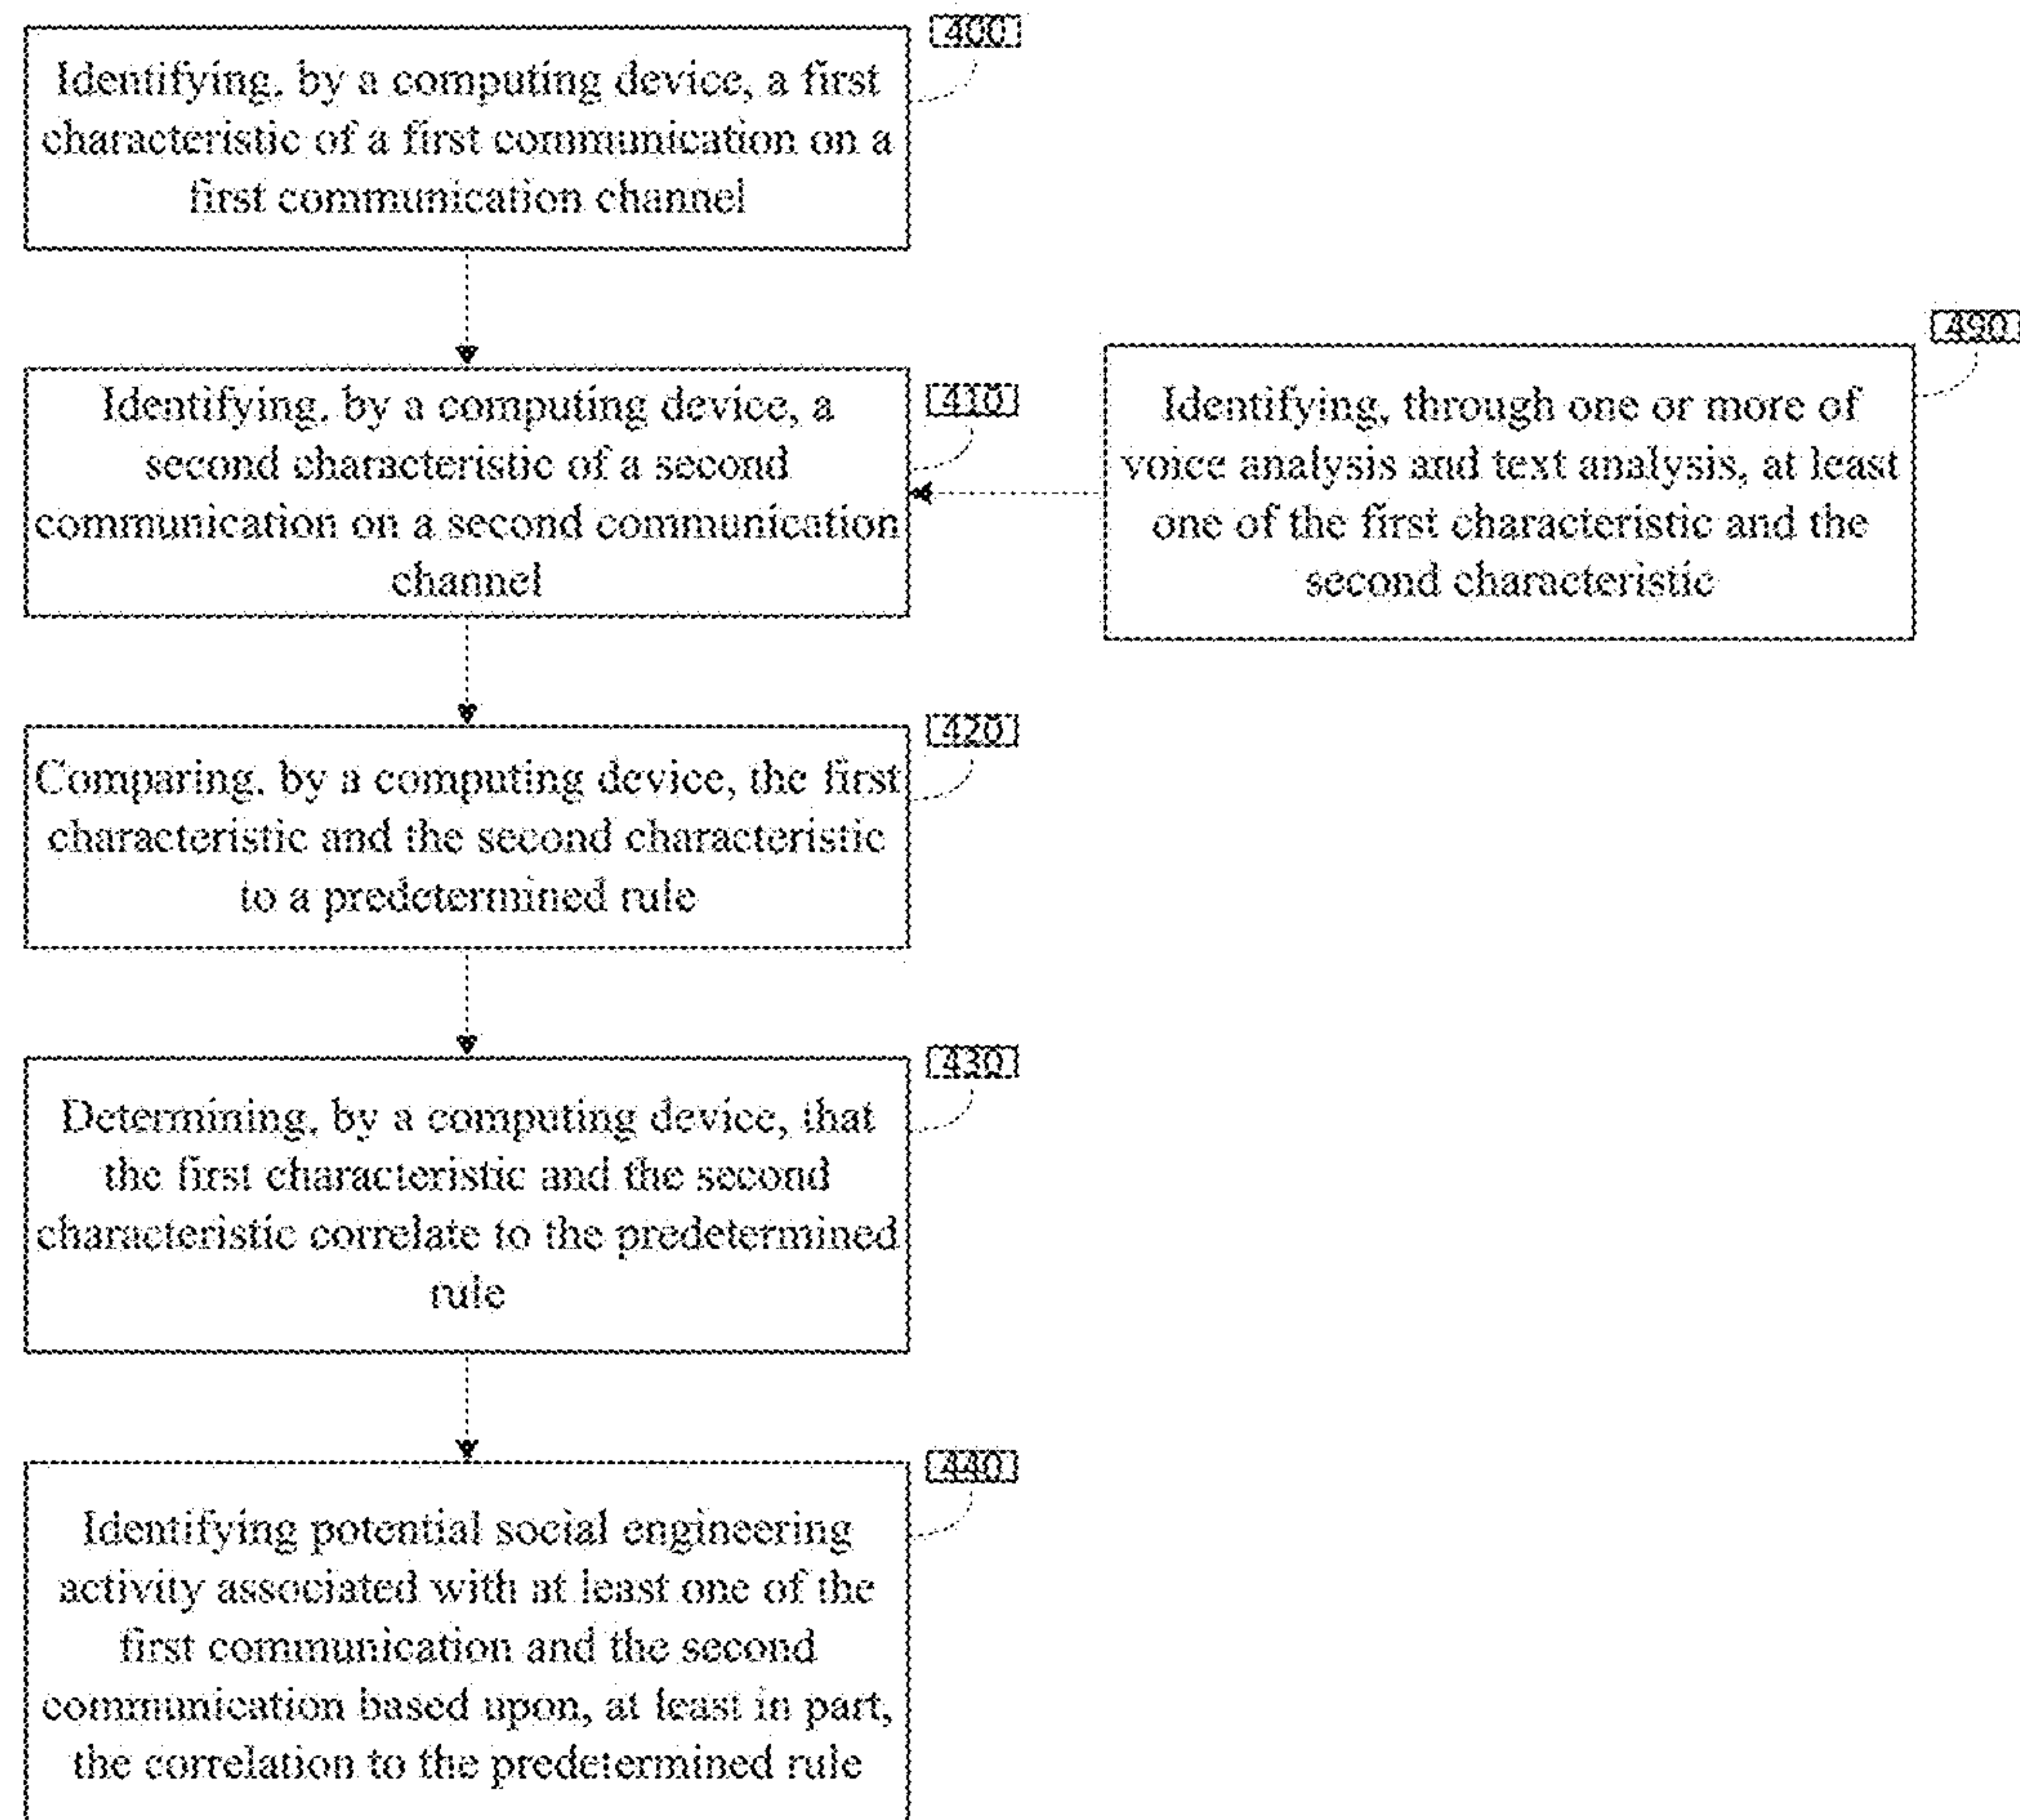 400
Identifying, by a computing device, a first
characteristic of a first communication on a
first communication channel
410
Identifying, by a computing device, a
second characteristic of a second
communication on a second communication
channel
490
Identifying, through one or more of
voice analysis and text analysis, at least
one of the first characteristic and the
second characteristic
420
Comparing, by a computing device, the first
characteristic and the second characteristic
to a predetermined rule
430
Determining, by a computing device, that
the first characteristic and the second
characteristic correlate to the predetermined
rule
440
Identifying potential social engineering
activity associated with at least one of the
first communication and the second
communication based upon, at least in part,
the correlation to the predetermined rule